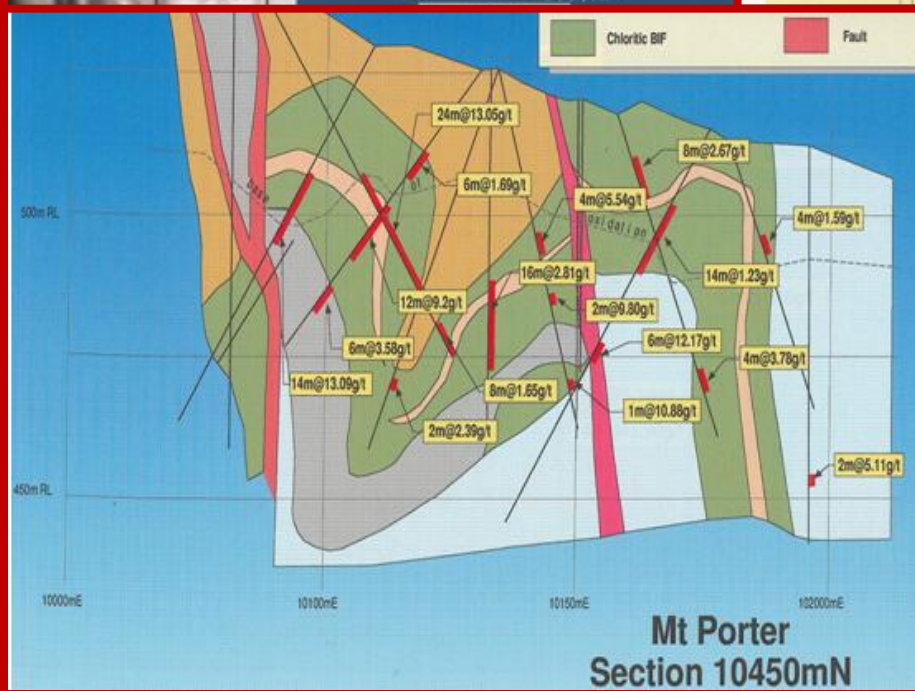 Chloritic BIF
Fault
24m@13.05g/t
8m@2.67g/t
6m@1.69g/t
base
of
4m@5.54g/t
500m RL
oxidation
4m@1.59g/t
16m@2.81g/t
14m@1.23g/t
12m@9.2g/t
2m@9.80g/t
6m@3.58g/t
6m@12.17g/t
4m@3.78g/t
14m@13.09g/t
8m@1.65g/t
1m@10.88g/t
2m@2.39g/t
2m@5.11g/t
450m RL
10000mE
10100mE
10150mE
102000mE
Mt Porter
Section 10450mN